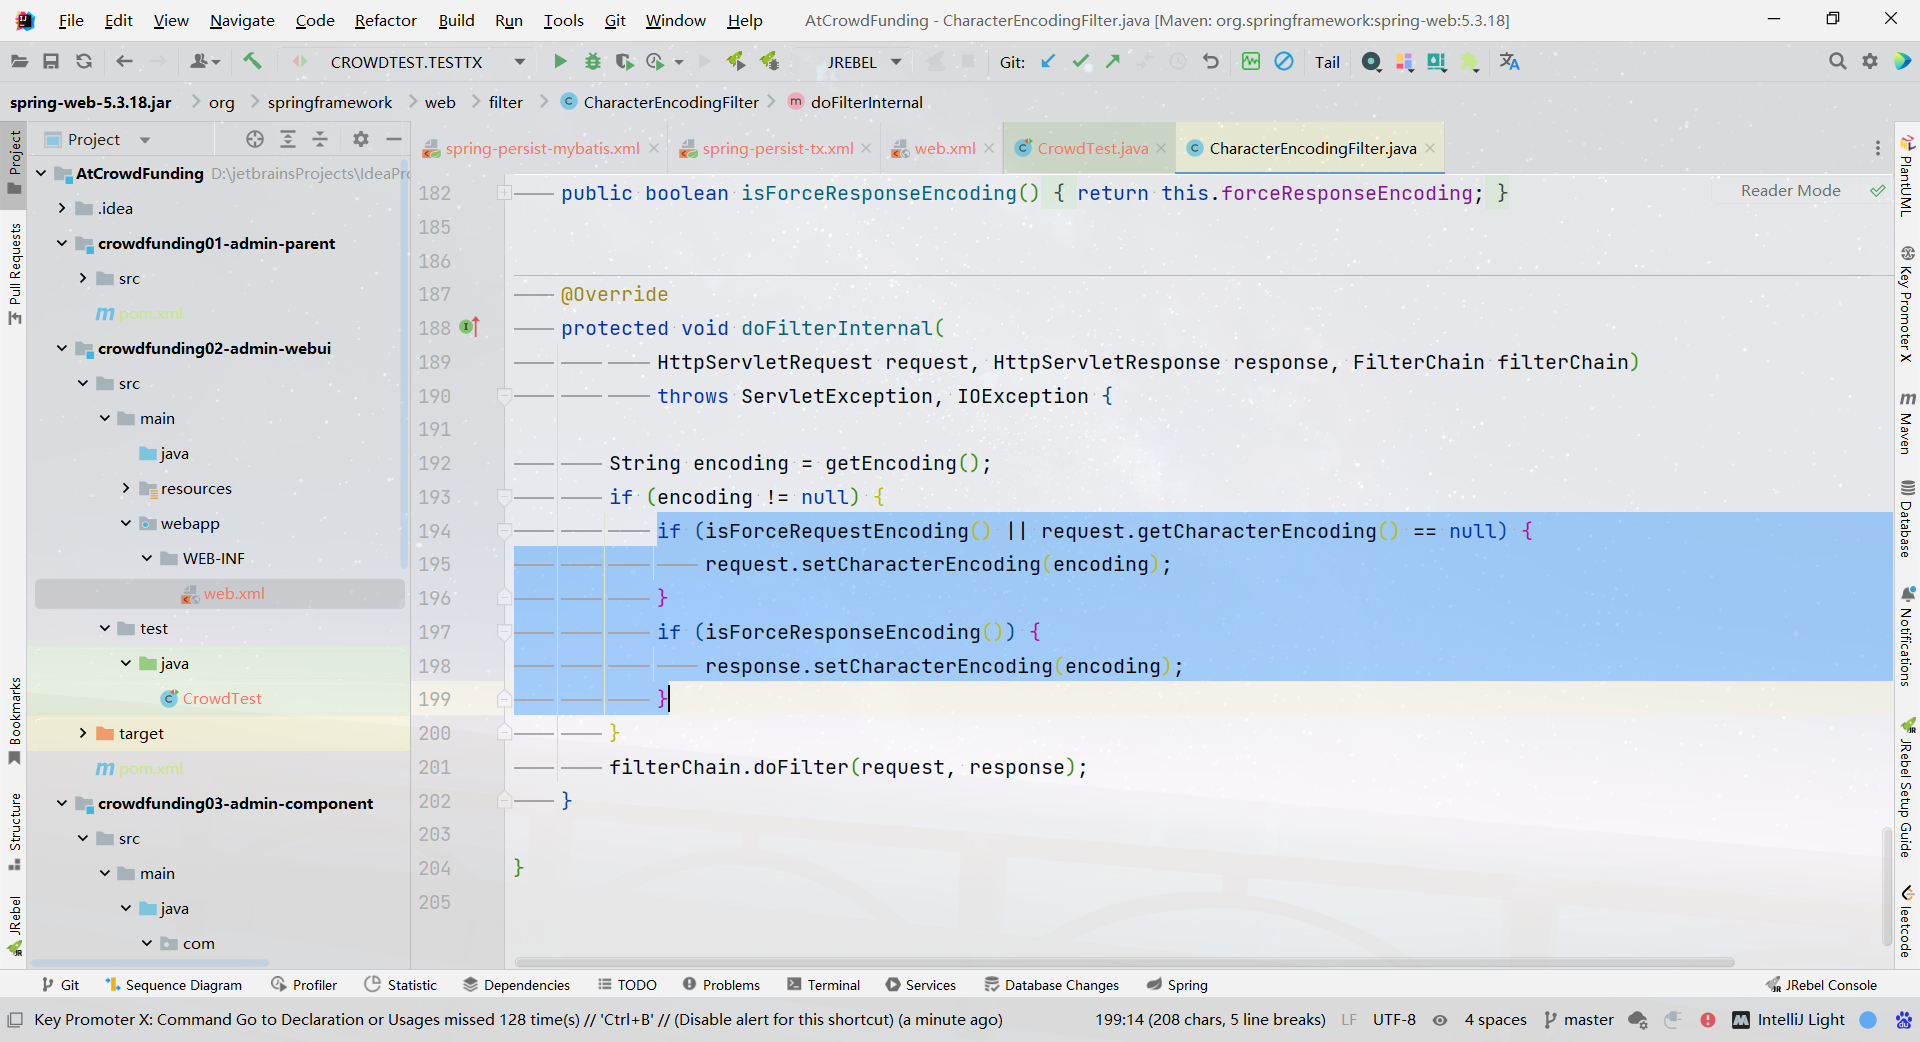 File Edit View Navigate Code Refactor Build Run Tools Git Window Help AtCrowdFunding - CharacterEncodingFilter.java [Maven: org.springframework:spring-web:5.3.18]
CROWDTEST.TESTTX JREBEL Git: Tail
spring-web-5.3.18.jar org springframework web filter CharacterEncodingFilter doFilterInternal
Project
spring-persist-mybatis.xml spring-persist-tx.xml web.xml CrowdTest.java CharacterEncodingFilter.java
AtCrowdFunding D:\jetbrainsProjects\IdeaPr
.idea
crowdfunding01-admin-parent
src
pom.xml
crowdfunding02-admin-webui
src
main
java
resources
webapp
WEB-INF
web.xml
test
java
CrowdTest
target
pom.xml
crowdfunding03-admin-component
src
main
java
com
Reader Mode
182 public boolean isForceResponseEncoding() { return this.forceResponseEncoding; }
185
186
187 @Override
188 protected void doFilterInternal(
189 HttpServletRequest request, HttpServletResponse response, FilterChain filterChain)
190 throws ServletException, IOException {
191
192 String encoding = getEncoding();
193 if (encoding != null) {
194 if (isForceRequestEncoding() || request.getCharacterEncoding() == null) {
195 request.setCharacterEncoding(encoding);
196 }
197 if (isForceResponseEncoding()) {
198 response.setCharacterEncoding(encoding);
199 }
200 }
201 filterChain.doFilter(request, response);
202 }
203
204 }
205
Project
Pull Requests
Bookmarks
Structure
JRebel
PlantUML
Key Promoter X
Maven
Database
Notifications
JRebel Setup Guide
leetcode
Git Sequence Diagram Profiler Statistic Dependencies TODO Problems Terminal Services Database Changes Spring JRebel Console
Key Promoter X: Command Go to Declaration or Usages missed 128 time(s) // 'Ctrl+B' // (Disable alert for this shortcut) (a minute ago) 199:14 (208 chars, 5 line breaks) LF UTF-8 4 spaces master IntelliJ Light